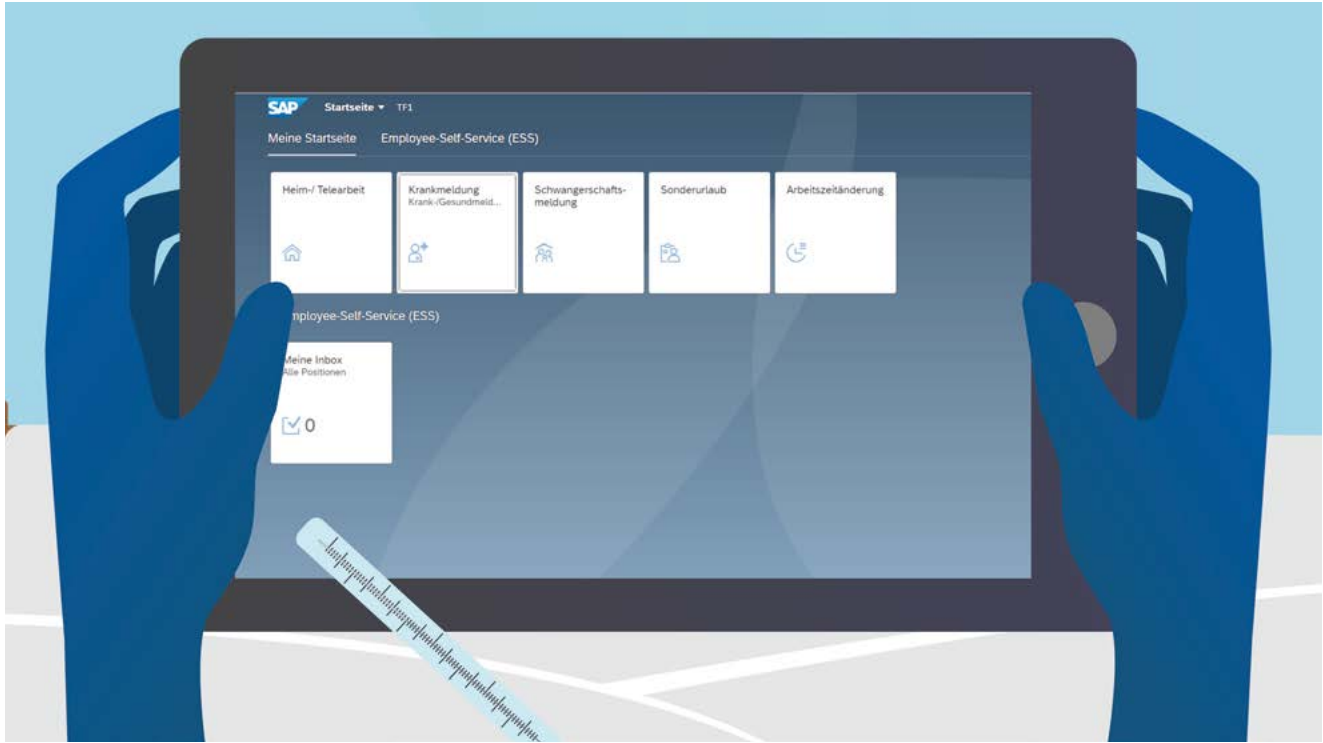 SAP Startseite TF1
Meine Startseite Employee-Self-Service (ESS)
Heim-/ Telearbeit
Krankmeldung
Krank-/Gesundmeld...
Schwangerschafts-
meldung
Sonderurlaub
Arbeitszeitänderung
mployee-Self-Service (ESS)
Meine Inbox
Alle Positionen
0